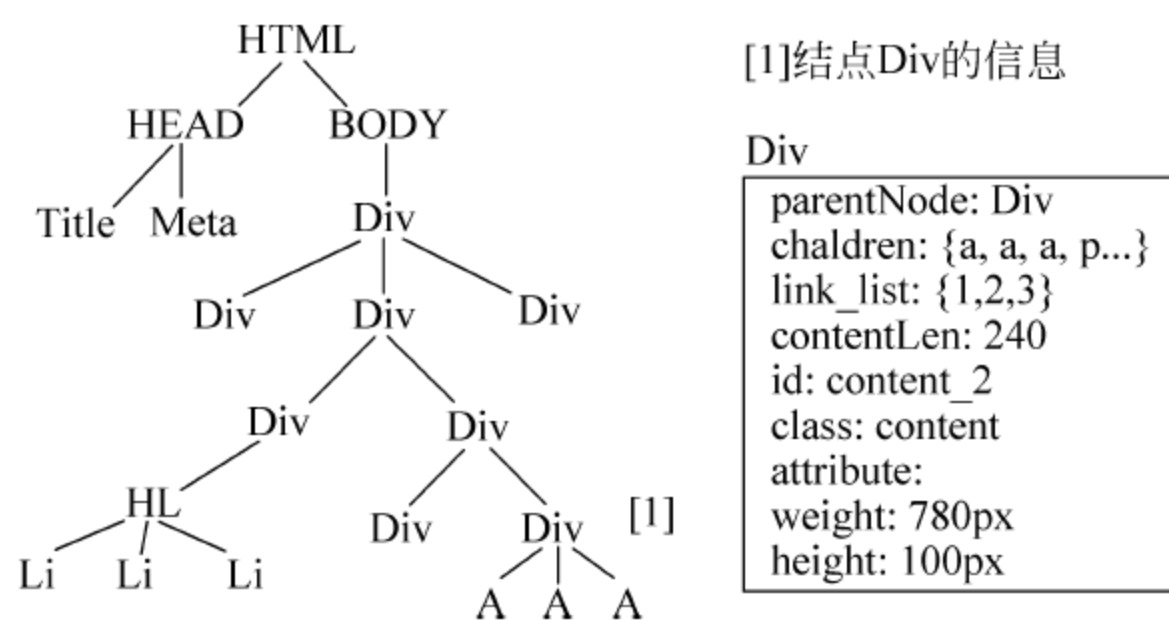 HTML
[1]结点Div的信息
HEAD BODY
Div
Title Meta Div
parentNode: Div
chaldren: {a, a, a, p...}
link_list: {1,2,3}
contentLen: 240
id: content_2
class: content
attribute:
weight: 780px
height: 100px
Div Div Div
Div Div
HL Div Div [1]
Li Li Li
A A A